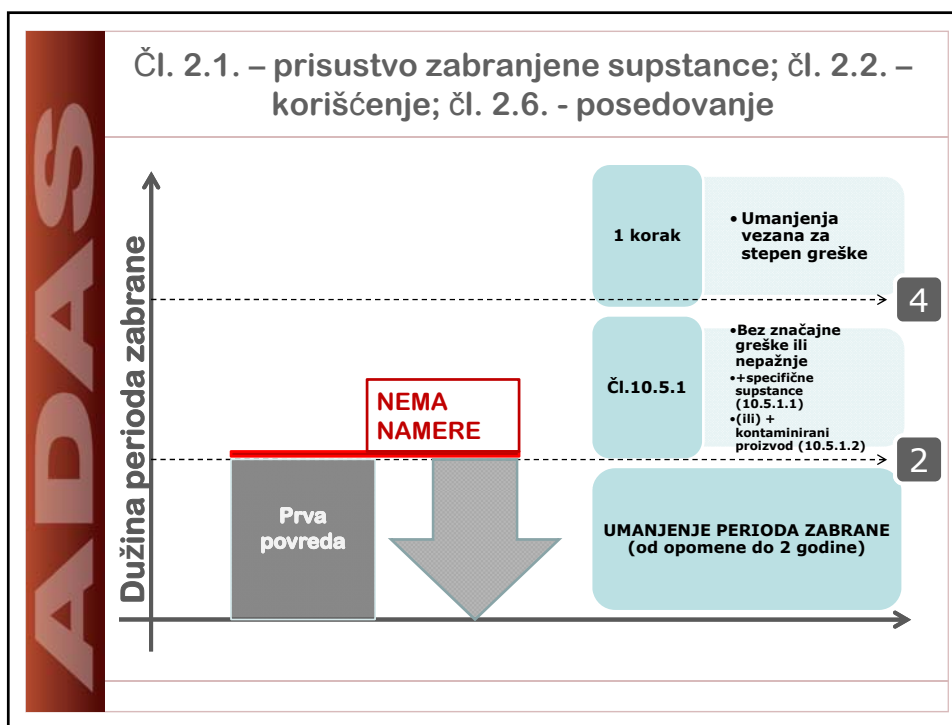 ADAS
Čl. 2.1. – prisustvo zabranjene supstance; čl. 2.2. –
korišćenje; čl. 2.6. - posedovanje
Dužina perioda zabrane
1 korak
• Umanjenja
vezana za
stepen greške
4
Čl.10.5.1
•Bez značajne
greške ili
nepažnje
•+specifične
supstance
(10.5.1.1)
•(ili) +
kontaminirani
proizvod (10.5.1.2)
NEMA
NAMERE
2
Prva
povreda
UMANJENJE PERIODA ZABRANE
(od opomene do 2 godine)